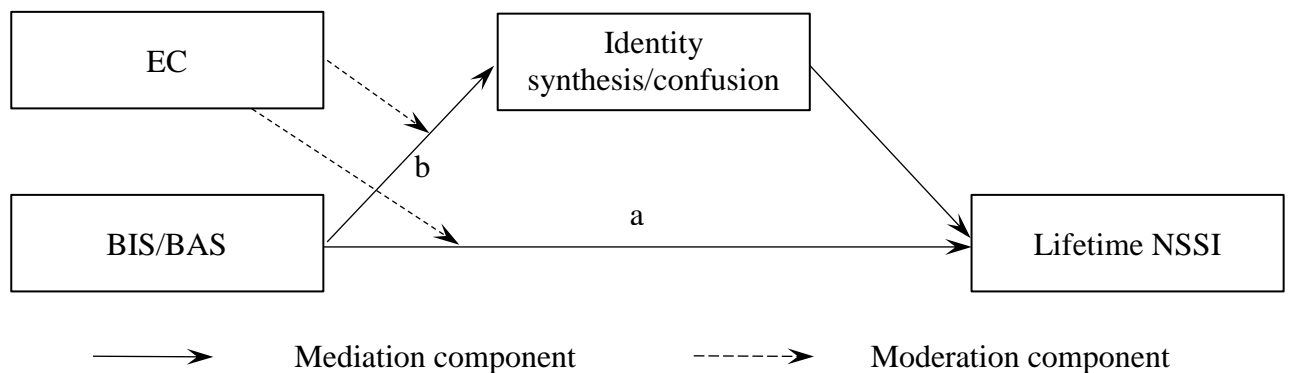 EC
Identity
synthesis/confusion
b
a
BIS/BAS
Lifetime NSSI
Mediation component
Moderation component